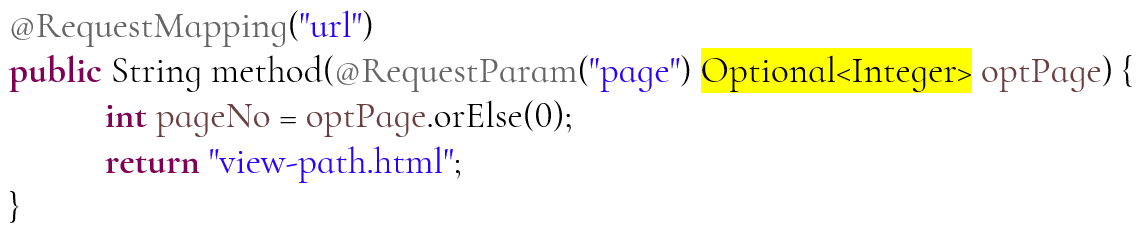 @RequestMapping("url")
public String method(@RequestParam("page") Optional<Integer> optPage) {
int pageNo = optPage.orElse(0);
return "view-path.html";
}